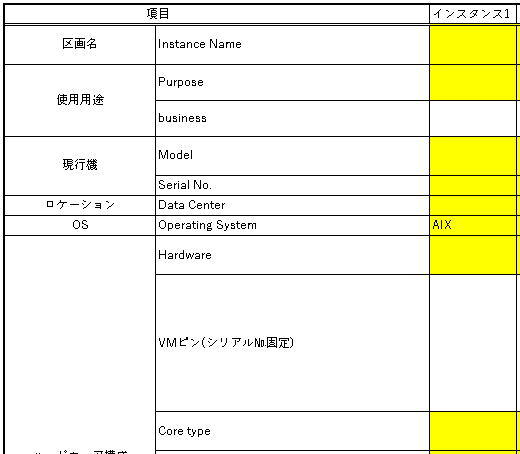 項目 インスタンス1
区画名 Instance Name
使用用途 Purpose
business
現行機 Model
Serial No.
ロケーション Data Center
OS Operating System AIX
Hardware
VMピン(シリアル№固定)
Core type